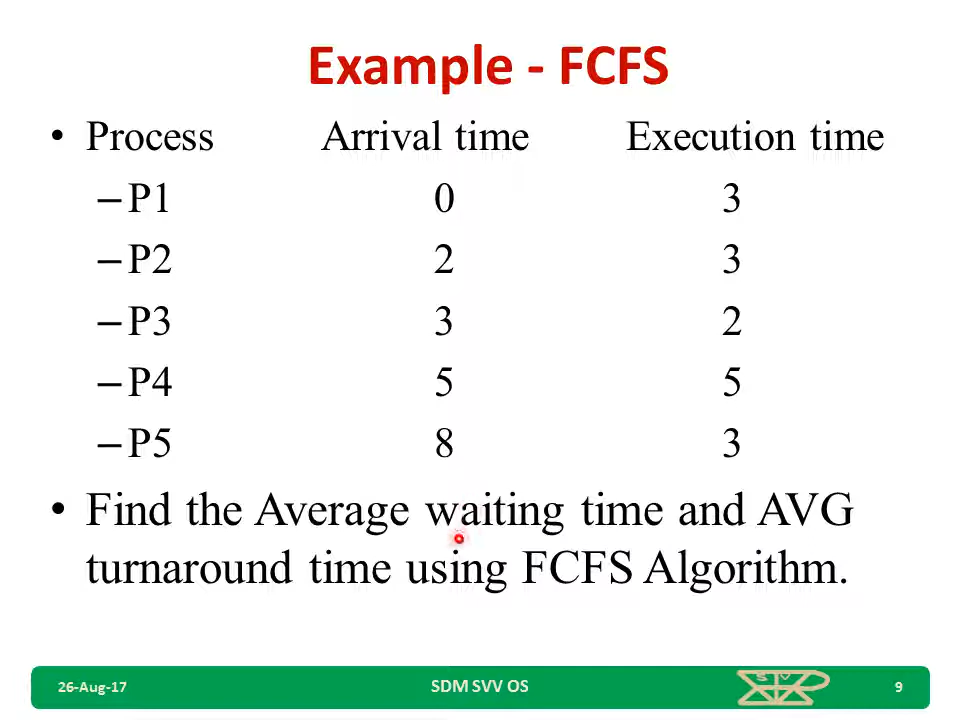 Example - FCFS
• Process Arrival time Execution time
– P1 0 3
– P2 2 3
– P3 3 2
– P4 5 5
– P5 8 3
• Find the Average waiting time and AVG
turnaround time using FCFS Algorithm.
26-Aug-17 SDM SVV OS 9